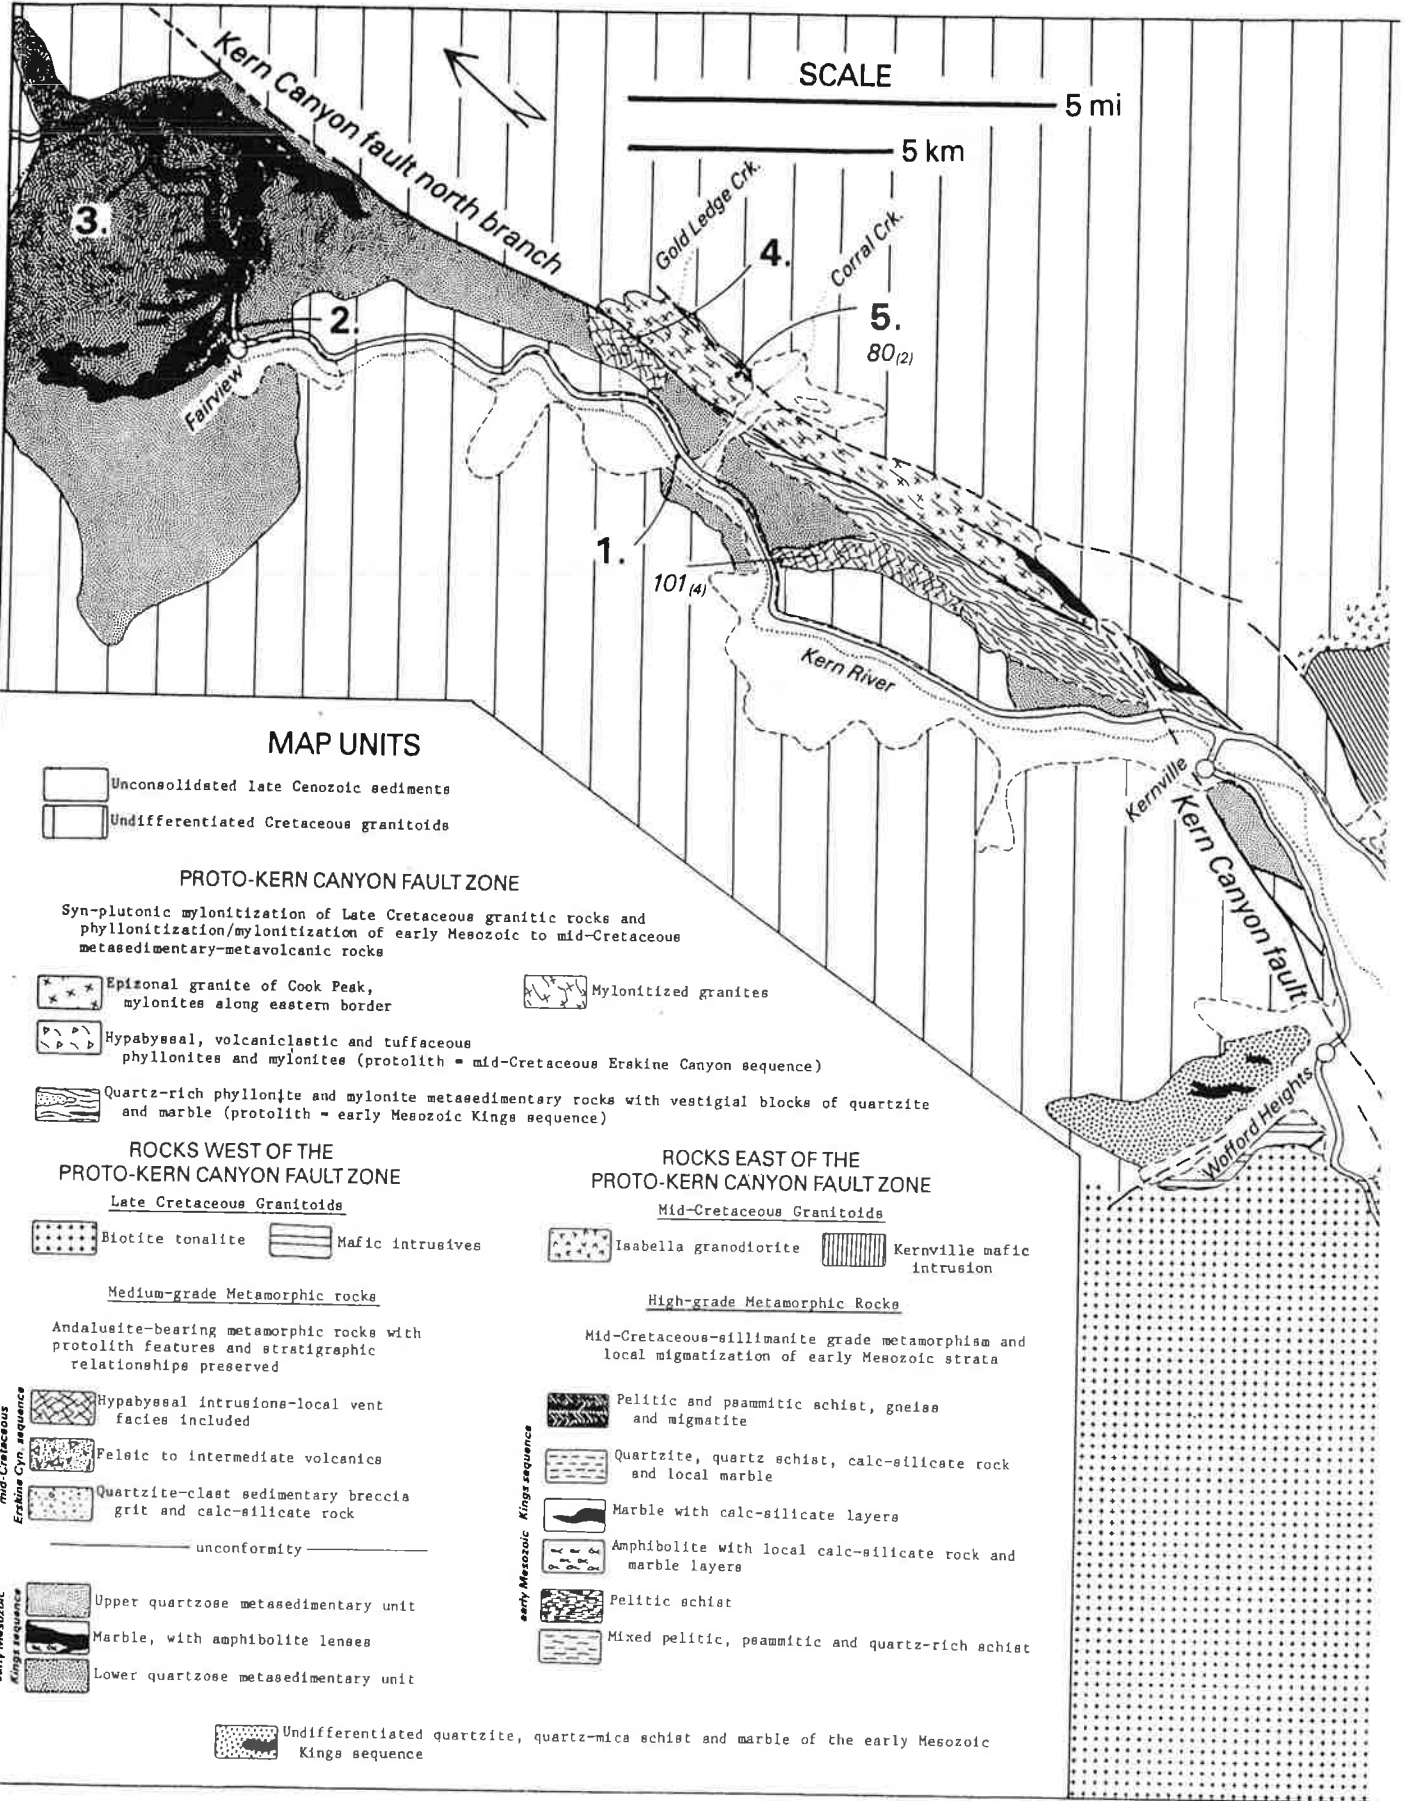 Kern Canyon fault north branch
SCALE
5 mi
5 km
Gold Ledge Crk.
Corral Crk.
3.
4.
5.
80(2)
2.
Fairview
1.
101(4)
Kern River
Kernville
Kern Canyon fault
Wofford Heights
MAP UNITS
Unconsolidated late Cenozoic sediments
Undifferentiated Cretaceous granitoids
PROTO-KERN CANYON FAULT ZONE
Syn-plutonic mylonitization of Late Cretaceous granitic rocks and
phyllonitization/mylonitization of early Mesozoic to mid-Cretaceous
metasedimentary-metavolcanic rocks
Epizonal granite of Cook Peak,
mylonites along eastern border
Mylonitized granites
Hypabyssal, volcaniclastic and tuffaceous
phyllonites and mylonites (protolith = mid-Cretaceous Erskine Canyon sequence)
Quartz-rich phyllonite and mylonite metasedimentary rocks with vestigial blocks of quartzite
and marble (protolith = early Mesozoic Kings sequence)
ROCKS WEST OF THE
PROTO-KERN CANYON FAULT ZONE
Late Cretaceous Granitoids
Biotite tonalite
Mafic intrusives
Medium-grade Metamorphic rocks
Andalusite-bearing metamorphic rocks with
protolith features and stratigraphic
relationships preserved
mid-Cretaceous
Erskine Cyn. sequence
Hypabyssal intrusions-local vent
facies included
Felsic to intermediate volcanics
Quartzite-clast sedimentary breccia
grit and calc-silicate rock
unconformity
Kings sequence
Upper quartzose metasedimentary unit
Marble, with amphibolite lenses
Lower quartzose metasedimentary unit
ROCKS EAST OF THE
PROTO-KERN CANYON FAULT ZONE
Mid-Cretaceous Granitoids
Isabella granodiorite
Kernville mafic
intrusion
High-grade Metamorphic Rocks
Mid-Cretaceous-sillimanite grade metamorphism and
local migmatization of early Mesozoic strata
early Mesozoic Kings sequence
Pelitic and psammitic schist, gneiss
and migmatite
Quartzite, quartz schist, calc-silicate rock
and local marble
Marble with calc-silicate layers
Amphibolite with local calc-silicate rock and
marble layers
Pelitic schist
Mixed pelitic, psammitic and quartz-rich schist
Undifferentiated quartzite, quartz-mica schist and marble of the early Mesozoic
Kings sequence